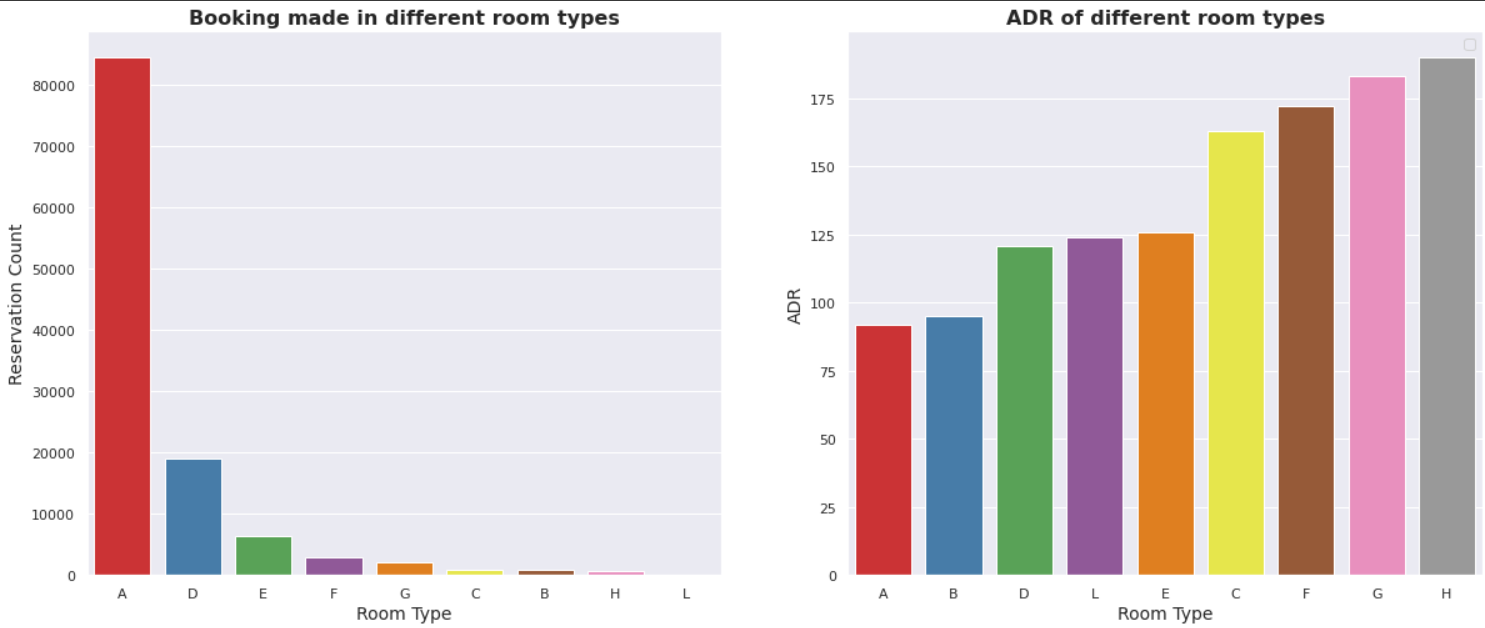 Booking made in different room types
Reservation Count
80000
70000
60000
50000
40000
30000
20000
10000
0
A D E F G C B H L
Room Type
ADR of different room types
ADR
175
150
125
100
75
50
25
0
A B D L E C F G H
Room Type